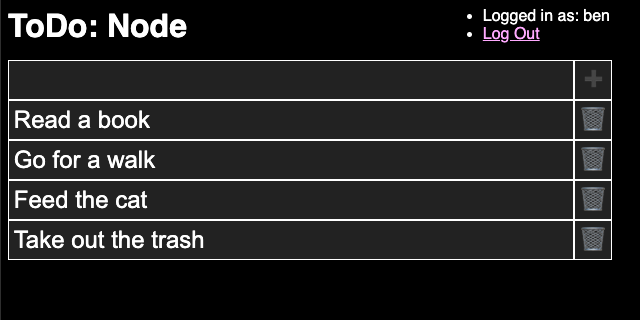 ToDo: Node
Logged in as: ben
Log Out
Read a book
Go for a walk
Feed the cat
Take out the trash